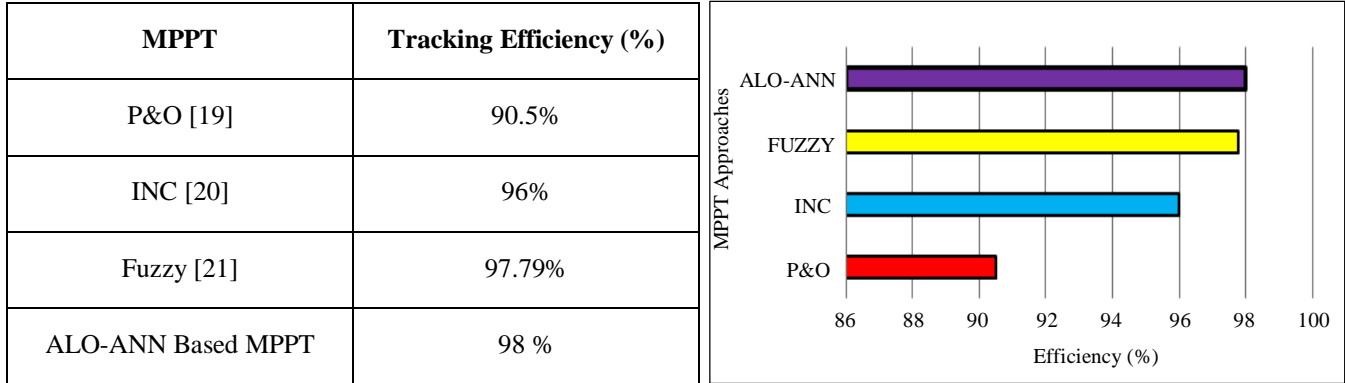 MPPT Tracking Efficiency (%)
P&O [19] 90.5%
INC [20] 96%
Fuzzy [21] 97.79%
ALO-ANN Based MPPT 98 %
MPPT Approaches
ALO-ANN
FUZZY
INC
P&O
86 88 90 92 94 96 98 100
Efficiency (%)